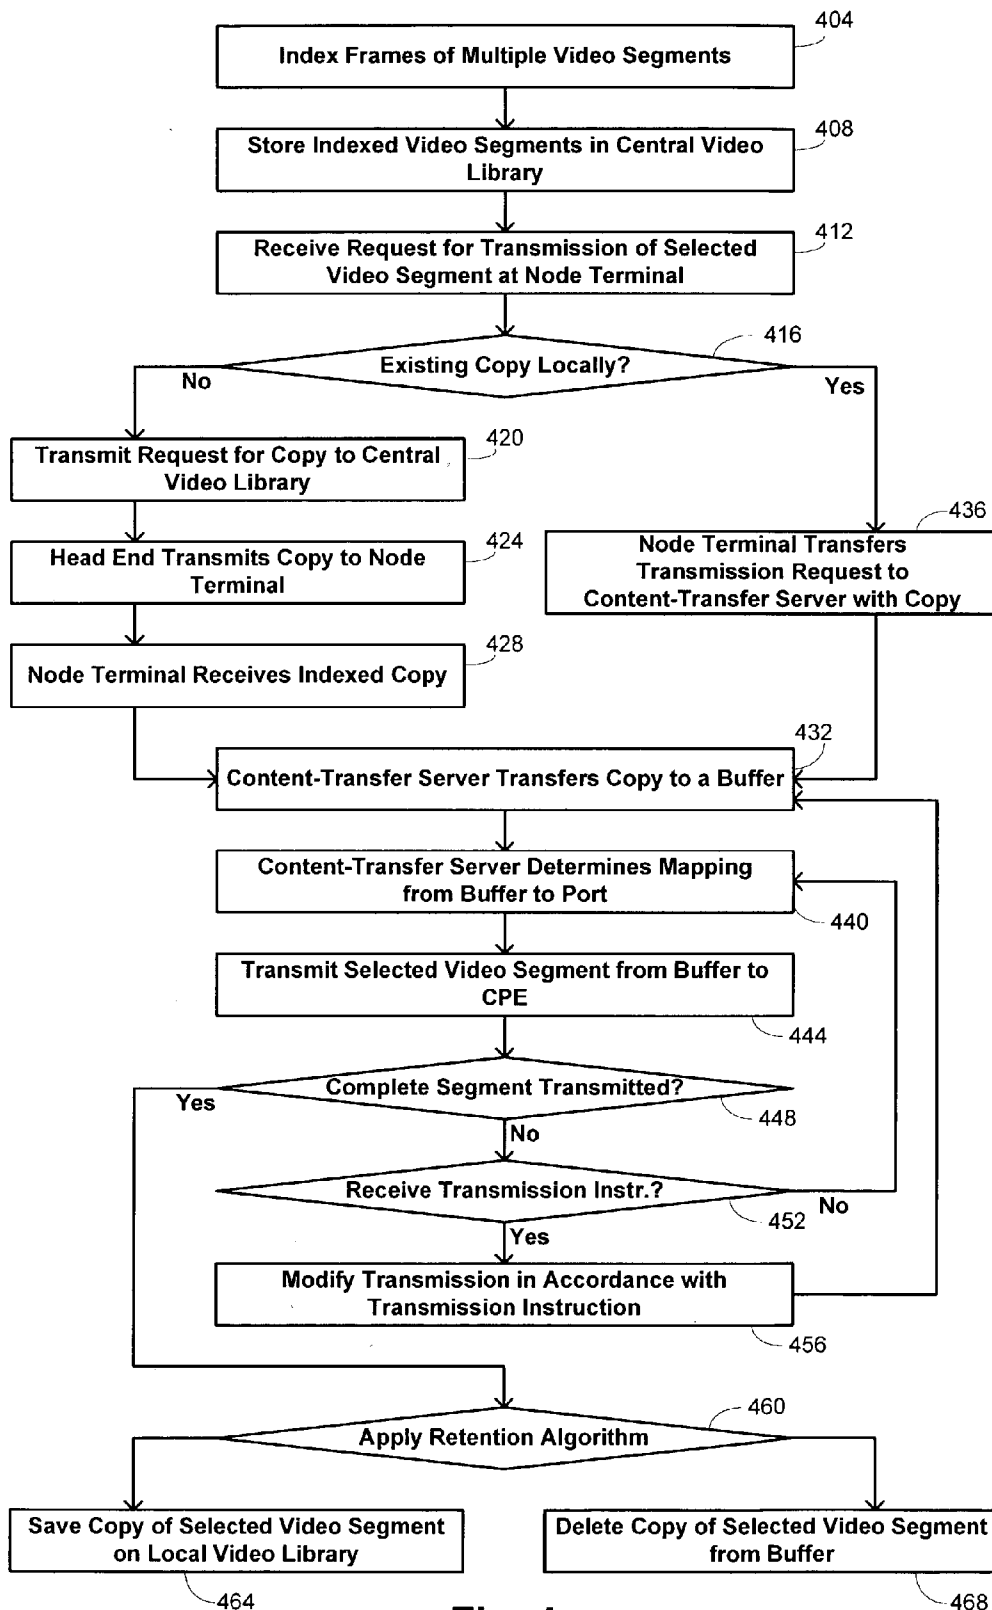 404
Index Frames of Multiple Video Segments
408
Store Indexed Video Segments in Central Video
Library
412
Receive Request for Transmission of Selected
Video Segment at Node Terminal
416
Existing Copy Locally?
No
Yes
420
Transmit Request for Copy to Central
Video Library
424
Head End Transmits Copy to Node
Terminal
436
Node Terminal Transfers
Transmission Request to
Content-Transfer Server with Copy
428
Node Terminal Receives Indexed Copy
432
Content-Transfer Server Transfers Copy to a Buffer
Content-Transfer Server Determines Mapping
from Buffer to Port
440
Transmit Selected Video Segment from Buffer to
CPE
444
Complete Segment Transmitted?
Yes
448
No
Receive Transmission Instr.?
452
No
Yes
Modify Transmission in Accordance with
Transmission Instruction
456
460
Apply Retention Algorithm
Save Copy of Selected Video Segment
on Local Video Library
464
Delete Copy of Selected Video Segment
from Buffer
468